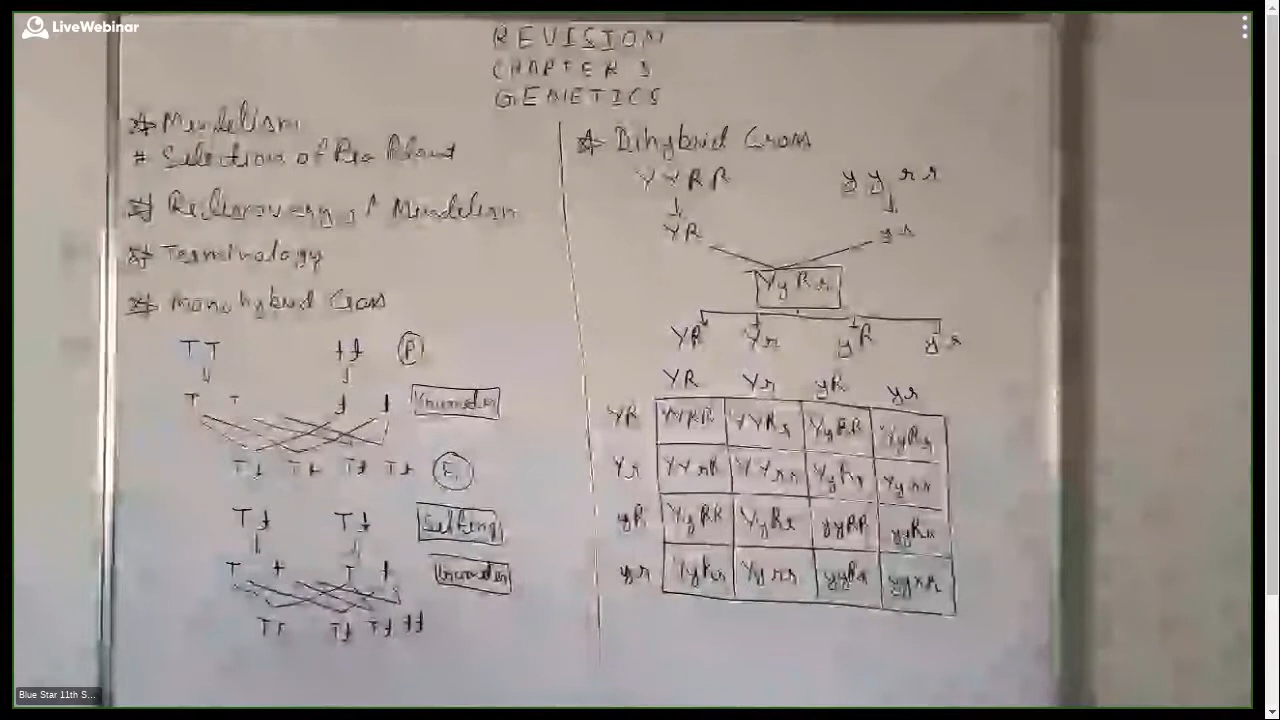 LiveWebinar
REVISION
CHAPTER 3
GENETICS
* Mendelism
# Selection of Pea Plant
* Rediscovery of Mendelism
* Terminology
* Monohybrid Cross
TT tt P
T T t t
Tt Tt Tt Tt F1
Tt Tt Selfing
T t T t
TT Tt Tt tt
* Dihybrid Cross
YYRR yyrr
YR yr
YyRr
YR Yr yR yr
YR Yr yR yr
YR YYRR YYRr YyRR YyRr
Yr YYrR YYrr YyRr Yyrr
yR YyRR YyRr yyRR yyRr
yr YyRr Yyrr yyRr
Blue Star 11th S...